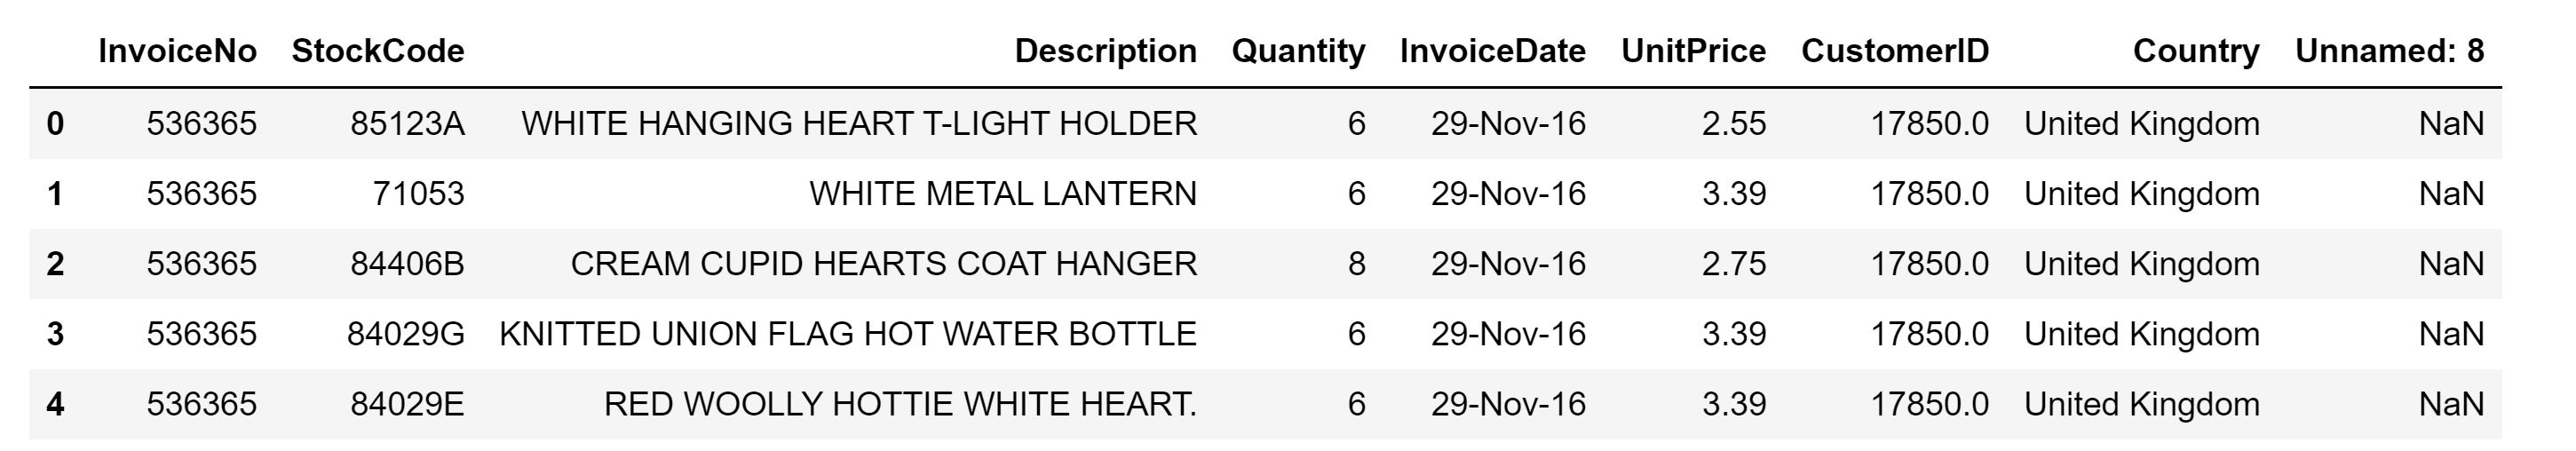 InvoiceNo StockCode Description Quantity InvoiceDate UnitPrice CustomerID Country Unnamed: 8
0 536365 85123A WHITE HANGING HEART T-LIGHT HOLDER 6 29-Nov-16 2.55 17850.0 United Kingdom NaN
1 536365 71053 WHITE METAL LANTERN 6 29-Nov-16 3.39 17850.0 United Kingdom NaN
2 536365 84406B CREAM CUPID HEARTS COAT HANGER 8 29-Nov-16 2.75 17850.0 United Kingdom NaN
3 536365 84029G KNITTED UNION FLAG HOT WATER BOTTLE 6 29-Nov-16 3.39 17850.0 United Kingdom NaN
4 536365 84029E RED WOOLLY HOTTIE WHITE HEART. 6 29-Nov-16 3.39 17850.0 United Kingdom NaN